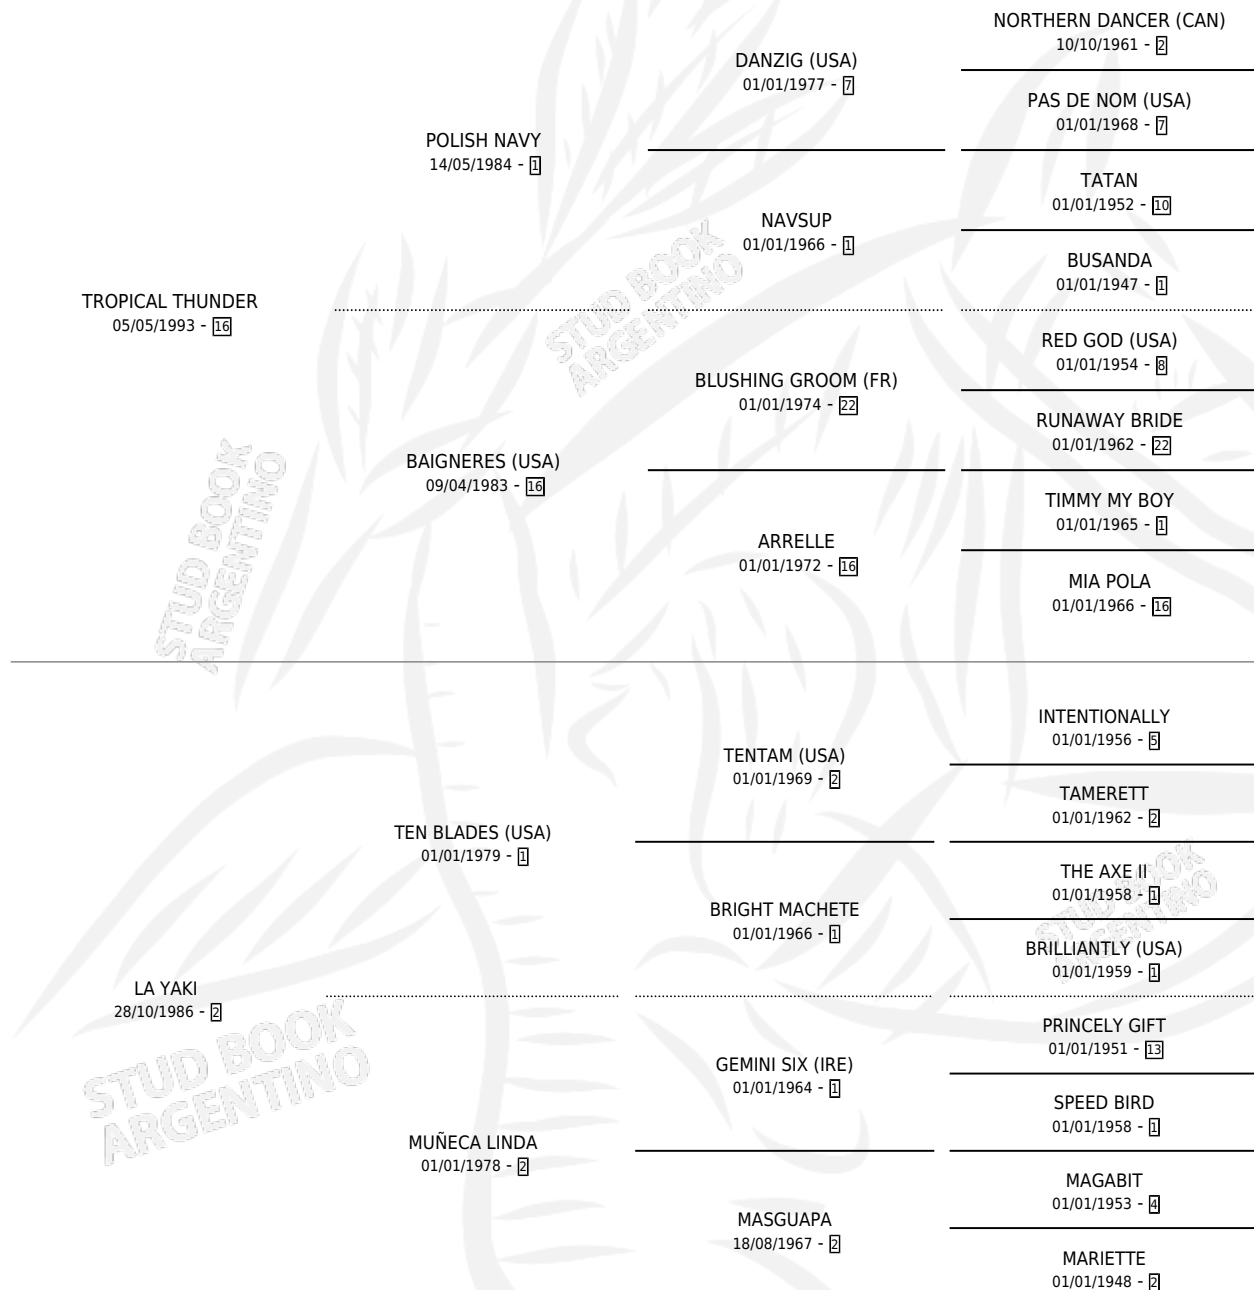 NORTHERN DANCER (CAN)
10/10/1961 - 2
DANZIG (USA)
01/01/1977 - 7
PAS DE NOM (USA)
01/01/1968 - 7
POLISH NAVY
14/05/1984 - 1
TATAN
01/01/1952 - 10
NAVSUP
01/01/1966 - 1
BUSANDA
01/01/1947 - 1
TROPICAL THUNDER
05/05/1993 - 16
STUD BOOK
ARGENTINO
RED GOD (USA)
01/01/1954 - 8
BLUSHING GROOM (FR)
01/01/1974 - 22
RUNAWAY BRIDE
01/01/1962 - 22
BAIGNERES (USA)
09/04/1983 - 16
TIMMY MY BOY
01/01/1965 - 1
ARRELLE
01/01/1972 - 16
MIA POLA
01/01/1966 - 16
STUD BOOK
ARGENTINO
INTENTIONALLY
01/01/1956 - 5
TENTAM (USA)
01/01/1969 - 2
TAMERETT
01/01/1962 - 2
TEN BLADES (USA)
01/01/1979 - 1
THE AXE II
01/01/1958 - 1
BRIGHT MACHETE
01/01/1966 - 1
STUD BOOK
ARGENTINO
BRILLIANTLY (USA)
01/01/1959 - 1
LA YAKI
28/10/1986 - 2
STUD BOOK
ARGENTINO
PRINCELY GIFT
01/01/1951 - 13
GEMINI SIX (IRE)
01/01/1964 - 1
SPEED BIRD
01/01/1958 - 1
MUÑECA LINDA
01/01/1978 - 2
MAGABIT
01/01/1953 - 4
MASGUAPA
18/08/1967 - 2
MARIETTE
01/01/1948 - 2